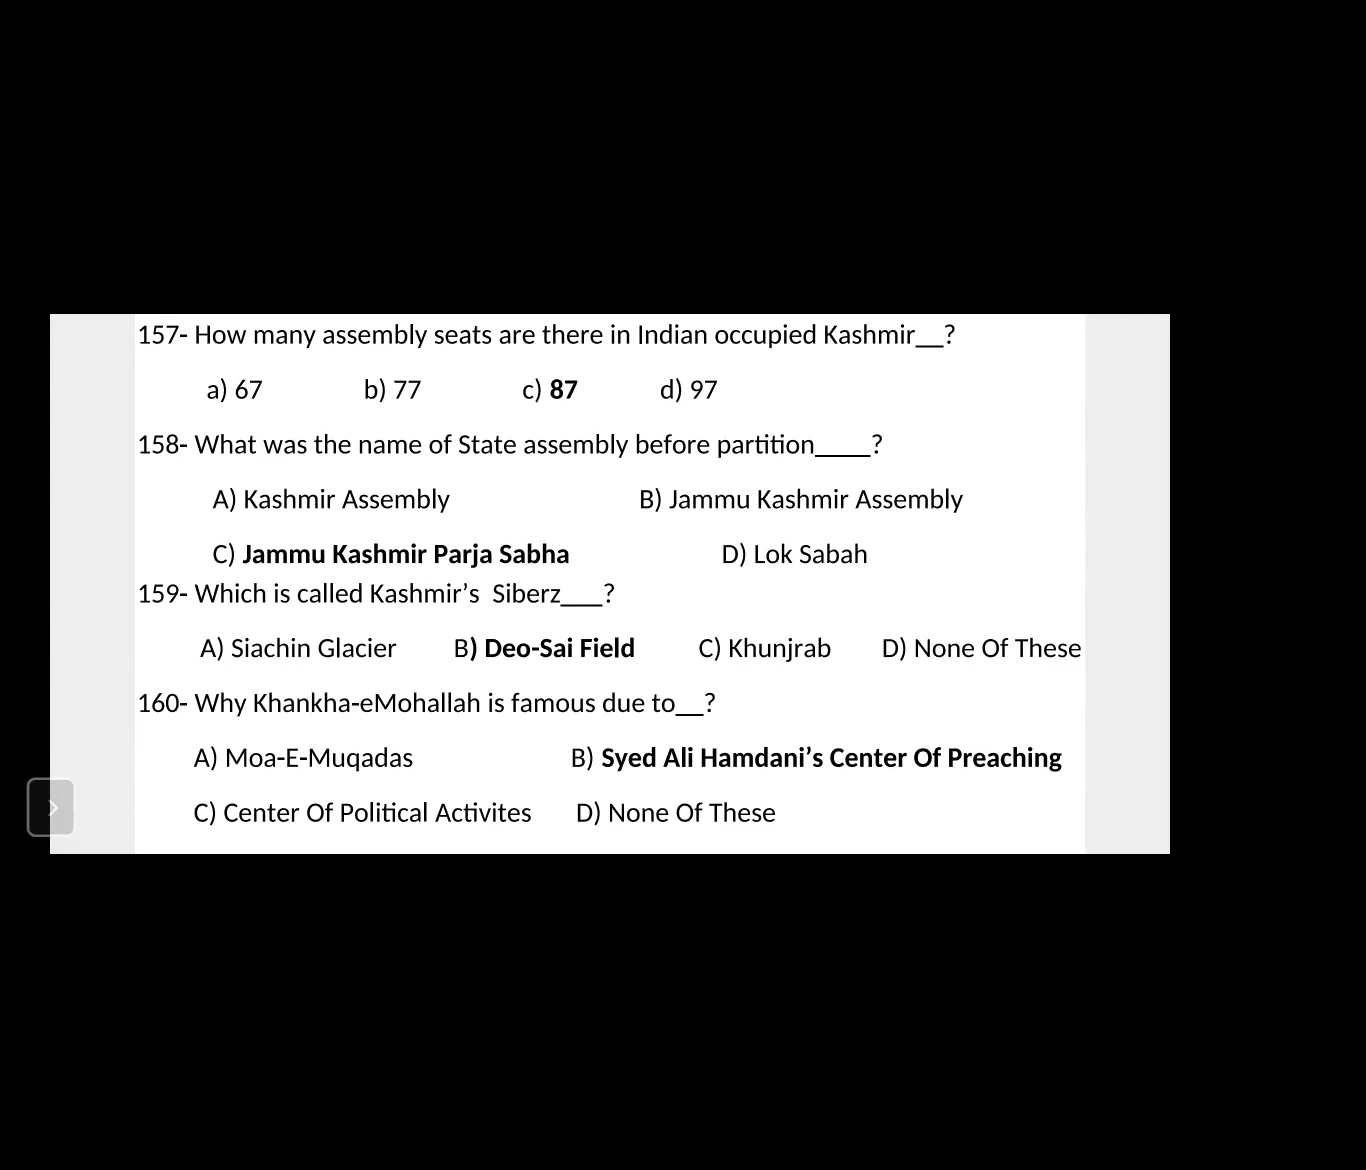 157- How many assembly seats are there in Indian occupied Kashmir__?
a) 67 b) 77 c) 87 d) 97
158- What was the name of State assembly before partition____?
A) Kashmir Assembly B) Jammu Kashmir Assembly
C) Jammu Kashmir Parja Sabha D) Lok Sabah
159- Which is called Kashmir’s  Siberz___?
A) Siachin Glacier B) Deo-Sai Field C) Khunjrab D) None Of These
160- Why Khankha-eMohallah is famous due to__?
A) Moa-E-Muqadas B) Syed Ali Hamdani’s Center Of Preaching
C) Center Of Political Activites D) None Of These